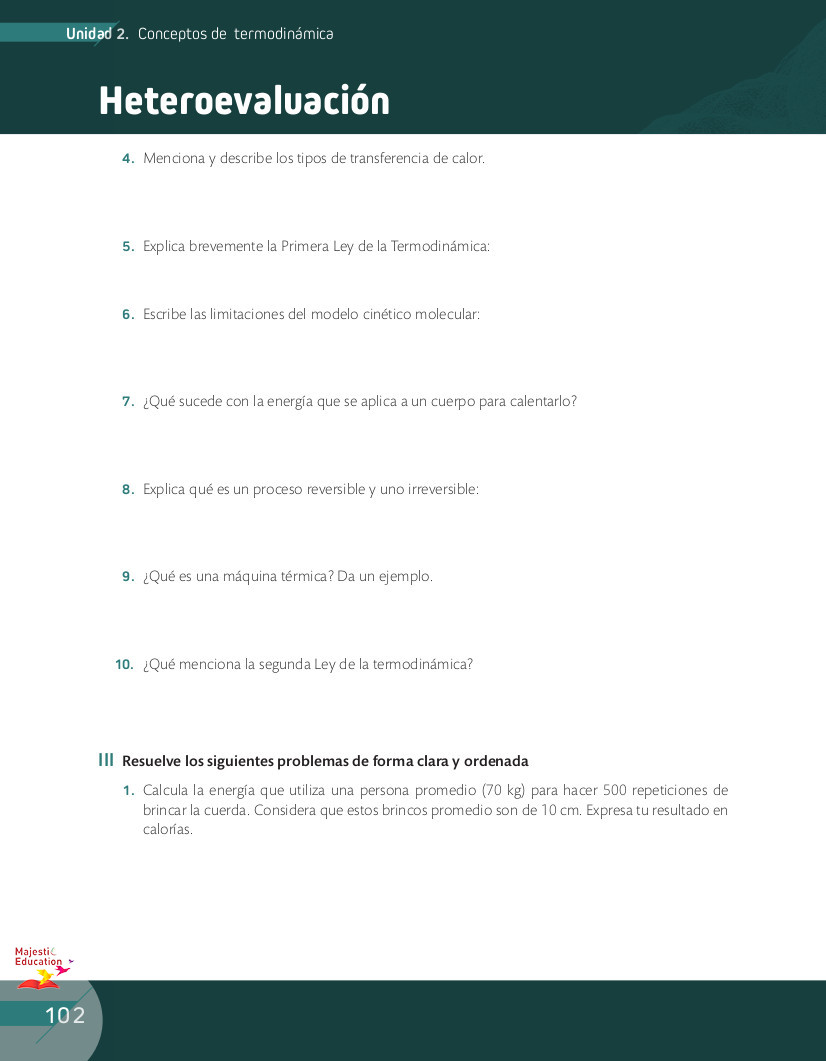 Unidad 2. Conceptos de termodinámica
Heteroevaluación
4. Menciona y describe los tipos de transferencia de calor.
5. Explica brevemente la Primera Ley de la Termodinámica:
6. Escribe las limitaciones del modelo cinético molecular:
7. ¿Qué sucede con la energía que se aplica a un cuerpo para calentarlo?
8. Explica qué es un proceso reversible y uno irreversible:
9. ¿Qué es una máquina térmica? Da un ejemplo.
10. ¿Qué menciona la segunda Ley de la termodinámica?
III Resuelve los siguientes problemas de forma clara y ordenada
1. Calcula la energía que utiliza una persona promedio (70 kg) para hacer 500 repeticiones de
brincar la cuerda. Considera que estos brincos promedio son de 10 cm. Expresa tu resultado en
calorías.
Majestic
Education
102